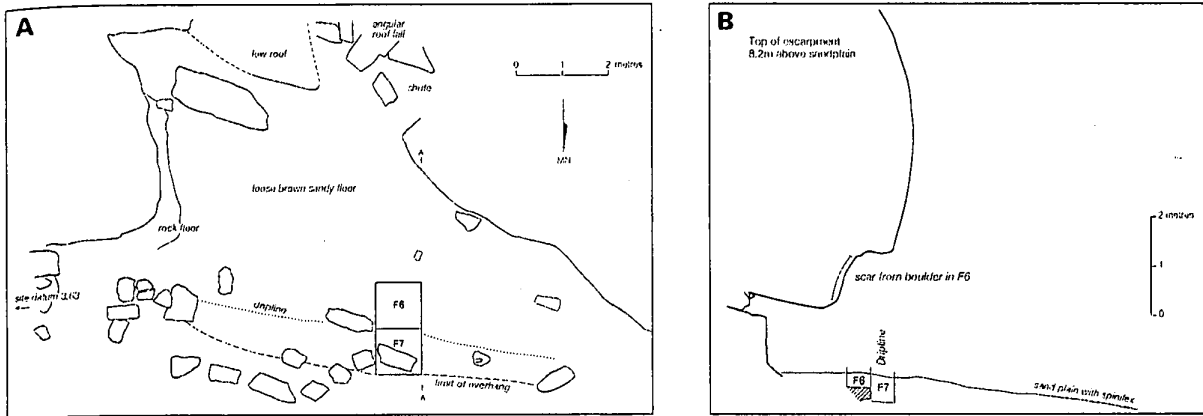 A
low roof
angular
roof fall
chute
0 1 2 metres
MN
A
loose brown sandy floor
rock floor
site datum 3.63
dripline
F6
F7
limit of overhang
A
B
Top of escarpment
8.2m above sandplain
2 metres
1
0
scar from boulder in F6
Dripline
F6
F7
sand plain with spinifex